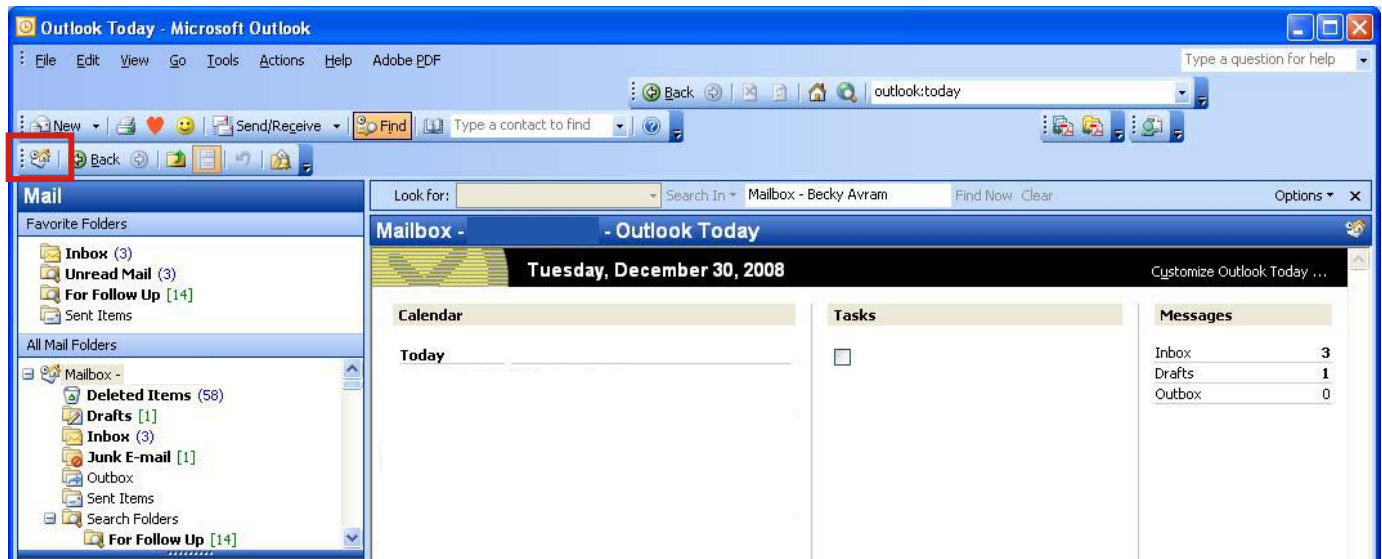 Outlook Today - Microsoft Outlook
File Edit View Go Tools Actions Help Adobe PDF Type a question for help
Back outlook:today
New Send/Receive Find Type a contact to find
Back
Mail
Look for: Search In Mailbox - Becky Avram Find Now Clear Options x
Favorite Folders
Inbox (3)
Unread Mail (3)
For Follow Up [14]
Sent Items
All Mail Folders
Mailbox -
Deleted Items (58)
Drafts [1]
Inbox (3)
Junk E-mail [1]
Outbox
Sent Items
Search Folders
For Follow Up [14]
Mailbox - - Outlook Today
Tuesday, December 30, 2008 Customize Outlook Today ...
Calendar Tasks Messages
Today
Inbox 3
Drafts 1
Outbox 0